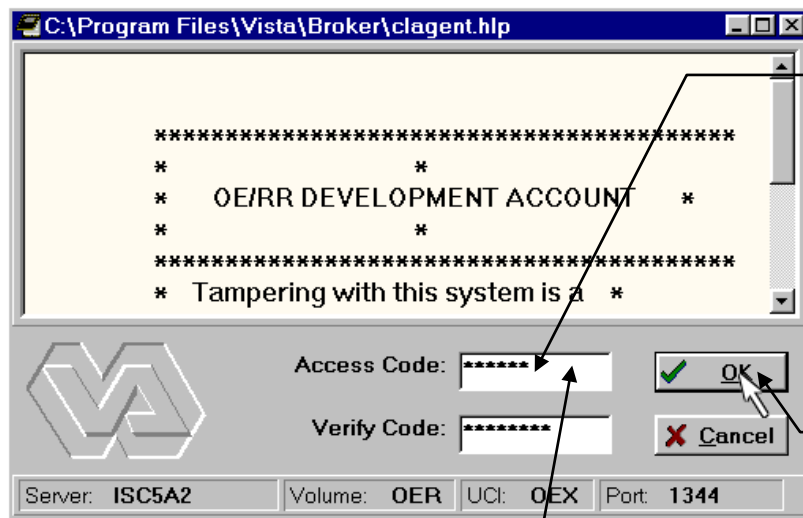 C:\Program Files\Vista\Broker\clagent.hlp
*****************************************
* *
* OE/RR DEVELOPMENT ACCOUNT *
* *
*****************************************
* Tampering with this system is a *
Access Code: ******
OK
Verify Code: ********
Cancel
Server: ISC5A2 Volume: OER UCI: OEX Port: 1344